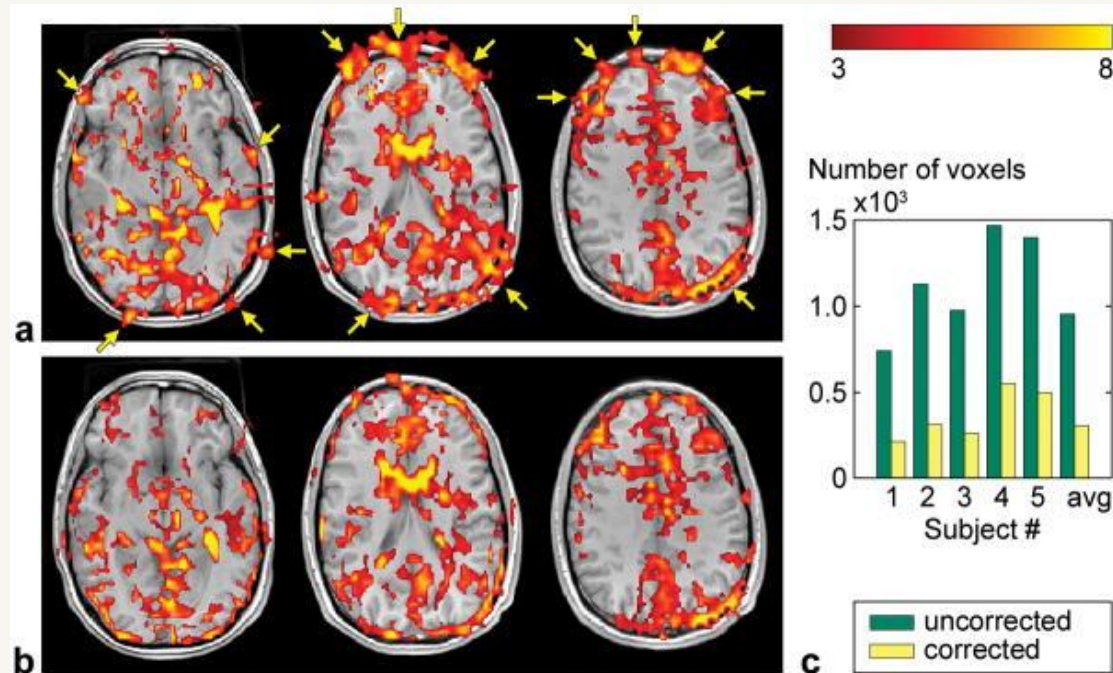 a
b
3 8
Number of voxels
x10³
1.5
1.0
0.5
0
1 2 3 4 5 avg
Subject #
c
uncorrected
corrected